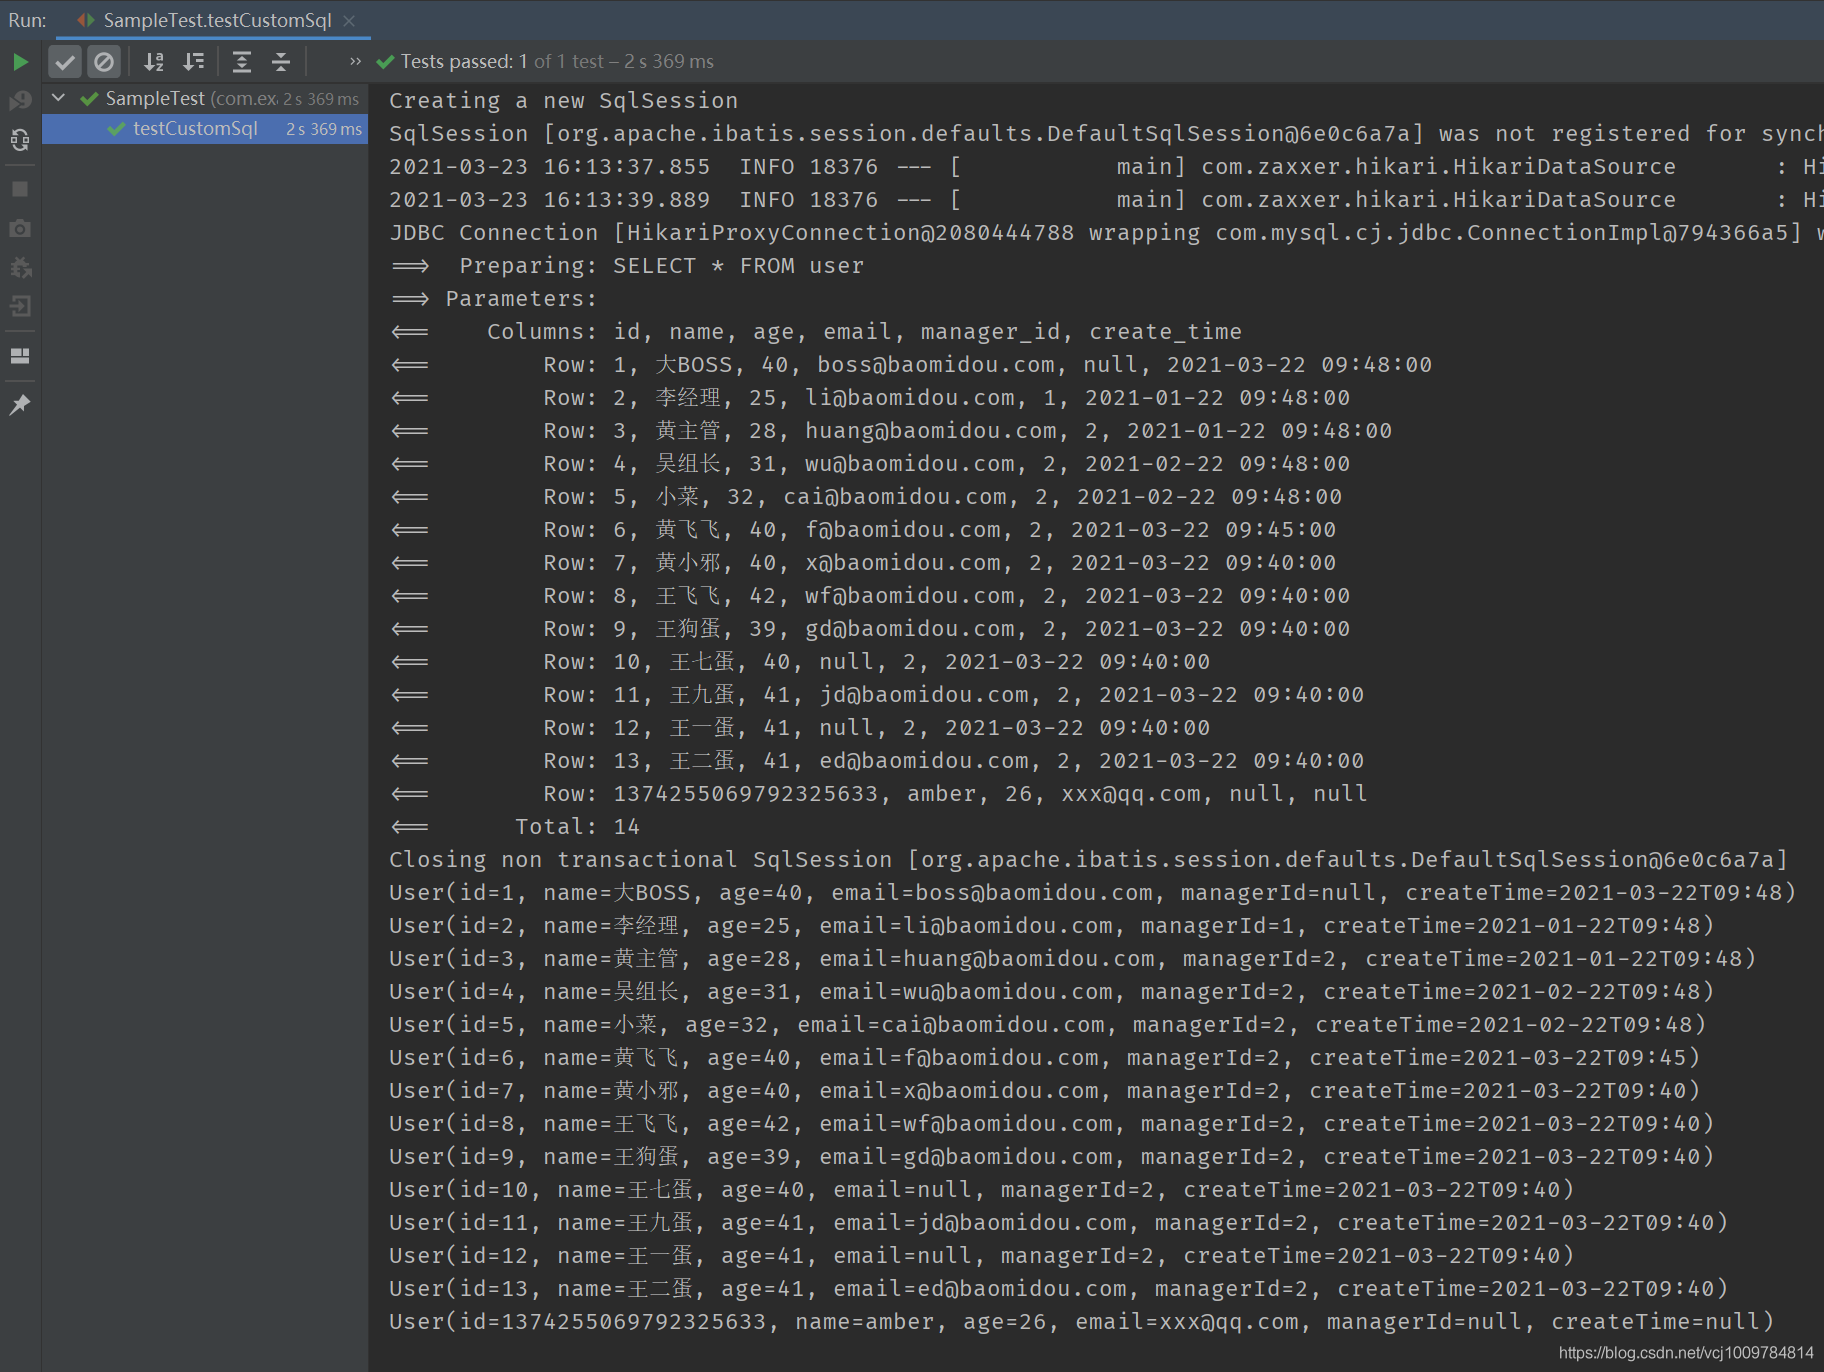 Run: SampleTest.testCustomSql
Tests passed: 1 of 1 test – 2 s 369 ms
SampleTest (com.ex 2 s 369 ms
testCustomSql 2 s 369 ms
Creating a new SqlSession
SqlSession [org.apache.ibatis.session.defaults.DefaultSqlSession@6e0c6a7a] was not registered for synch
2021-03-23 16:13:37.855  INFO 18376 --- [           main] com.zaxxer.hikari.HikariDataSource       : Hi
2021-03-23 16:13:39.889  INFO 18376 --- [           main] com.zaxxer.hikari.HikariDataSource       : Hi
JDBC Connection [HikariProxyConnection@2080444788 wrapping com.mysql.cj.jdbc.ConnectionImpl@794366a5] w
==>  Preparing: SELECT * FROM user
==> Parameters:
<==    Columns: id, name, age, email, manager_id, create_time
<==        Row: 1, 大BOSS, 40, boss@baomidou.com, null, 2021-03-22 09:48:00
<==        Row: 2, 李经理, 25, li@baomidou.com, 1, 2021-01-22 09:48:00
<==        Row: 3, 黄主管, 28, huang@baomidou.com, 2, 2021-01-22 09:48:00
<==        Row: 4, 吴组长, 31, wu@baomidou.com, 2, 2021-02-22 09:48:00
<==        Row: 5, 小菜, 32, cai@baomidou.com, 2, 2021-02-22 09:48:00
<==        Row: 6, 黄飞飞, 40, f@baomidou.com, 2, 2021-03-22 09:45:00
<==        Row: 7, 黄小邪, 40, x@baomidou.com, 2, 2021-03-22 09:40:00
<==        Row: 8, 王飞飞, 42, wf@baomidou.com, 2, 2021-03-22 09:40:00
<==        Row: 9, 王狗蛋, 39, gd@baomidou.com, 2, 2021-03-22 09:40:00
<==        Row: 10, 王七蛋, 40, null, 2, 2021-03-22 09:40:00
<==        Row: 11, 王九蛋, 41, jd@baomidou.com, 2, 2021-03-22 09:40:00
<==        Row: 12, 王一蛋, 41, null, 2, 2021-03-22 09:40:00
<==        Row: 13, 王二蛋, 41, ed@baomidou.com, 2, 2021-03-22 09:40:00
<==        Row: 1374255069792325633, amber, 26, xxx@qq.com, null, null
<==      Total: 14
Closing non transactional SqlSession [org.apache.ibatis.session.defaults.DefaultSqlSession@6e0c6a7a]
User(id=1, name=大BOSS, age=40, email=boss@baomidou.com, managerId=null, createTime=2021-03-22T09:48)
User(id=2, name=李经理, age=25, email=li@baomidou.com, managerId=1, createTime=2021-01-22T09:48)
User(id=3, name=黄主管, age=28, email=huang@baomidou.com, managerId=2, createTime=2021-01-22T09:48)
User(id=4, name=吴组长, age=31, email=wu@baomidou.com, managerId=2, createTime=2021-02-22T09:48)
User(id=5, name=小菜, age=32, email=cai@baomidou.com, managerId=2, createTime=2021-02-22T09:48)
User(id=6, name=黄飞飞, age=40, email=f@baomidou.com, managerId=2, createTime=2021-03-22T09:45)
User(id=7, name=黄小邪, age=40, email=x@baomidou.com, managerId=2, createTime=2021-03-22T09:40)
User(id=8, name=王飞飞, age=42, email=wf@baomidou.com, managerId=2, createTime=2021-03-22T09:40)
User(id=9, name=王狗蛋, age=39, email=gd@baomidou.com, managerId=2, createTime=2021-03-22T09:40)
User(id=10, name=王七蛋, age=40, email=null, managerId=2, createTime=2021-03-22T09:40)
User(id=11, name=王九蛋, age=41, email=jd@baomidou.com, managerId=2, createTime=2021-03-22T09:40)
User(id=12, name=王一蛋, age=41, email=null, managerId=2, createTime=2021-03-22T09:40)
User(id=13, name=王二蛋, age=41, email=ed@baomidou.com, managerId=2, createTime=2021-03-22T09:40)
User(id=1374255069792325633, name=amber, age=26, email=xxx@qq.com, managerId=null, createTime=null)
https://blog.csdn.net/vcj1009784814